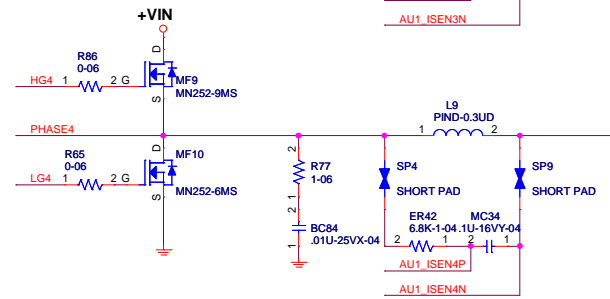 AU1_ISEN3N
+VIN
R86
0-06
HG4 1 2 G
D
S
MF9
MN252-9MS
PHASE4
L9
PIND-0.3UD
1 2
R65
0-06
LG4 1 2 G
D
S
MF10
MN252-6MS
2
R77
1-06
1
2
BC84
.01U-25VX-04
1
SP4
SHORT PAD
SP9
SHORT PAD
ER42 MC34
6.8K-1-04 .1U-16VY-04
2 1 2 1
AU1_ISEN4P
AU1_ISEN4N